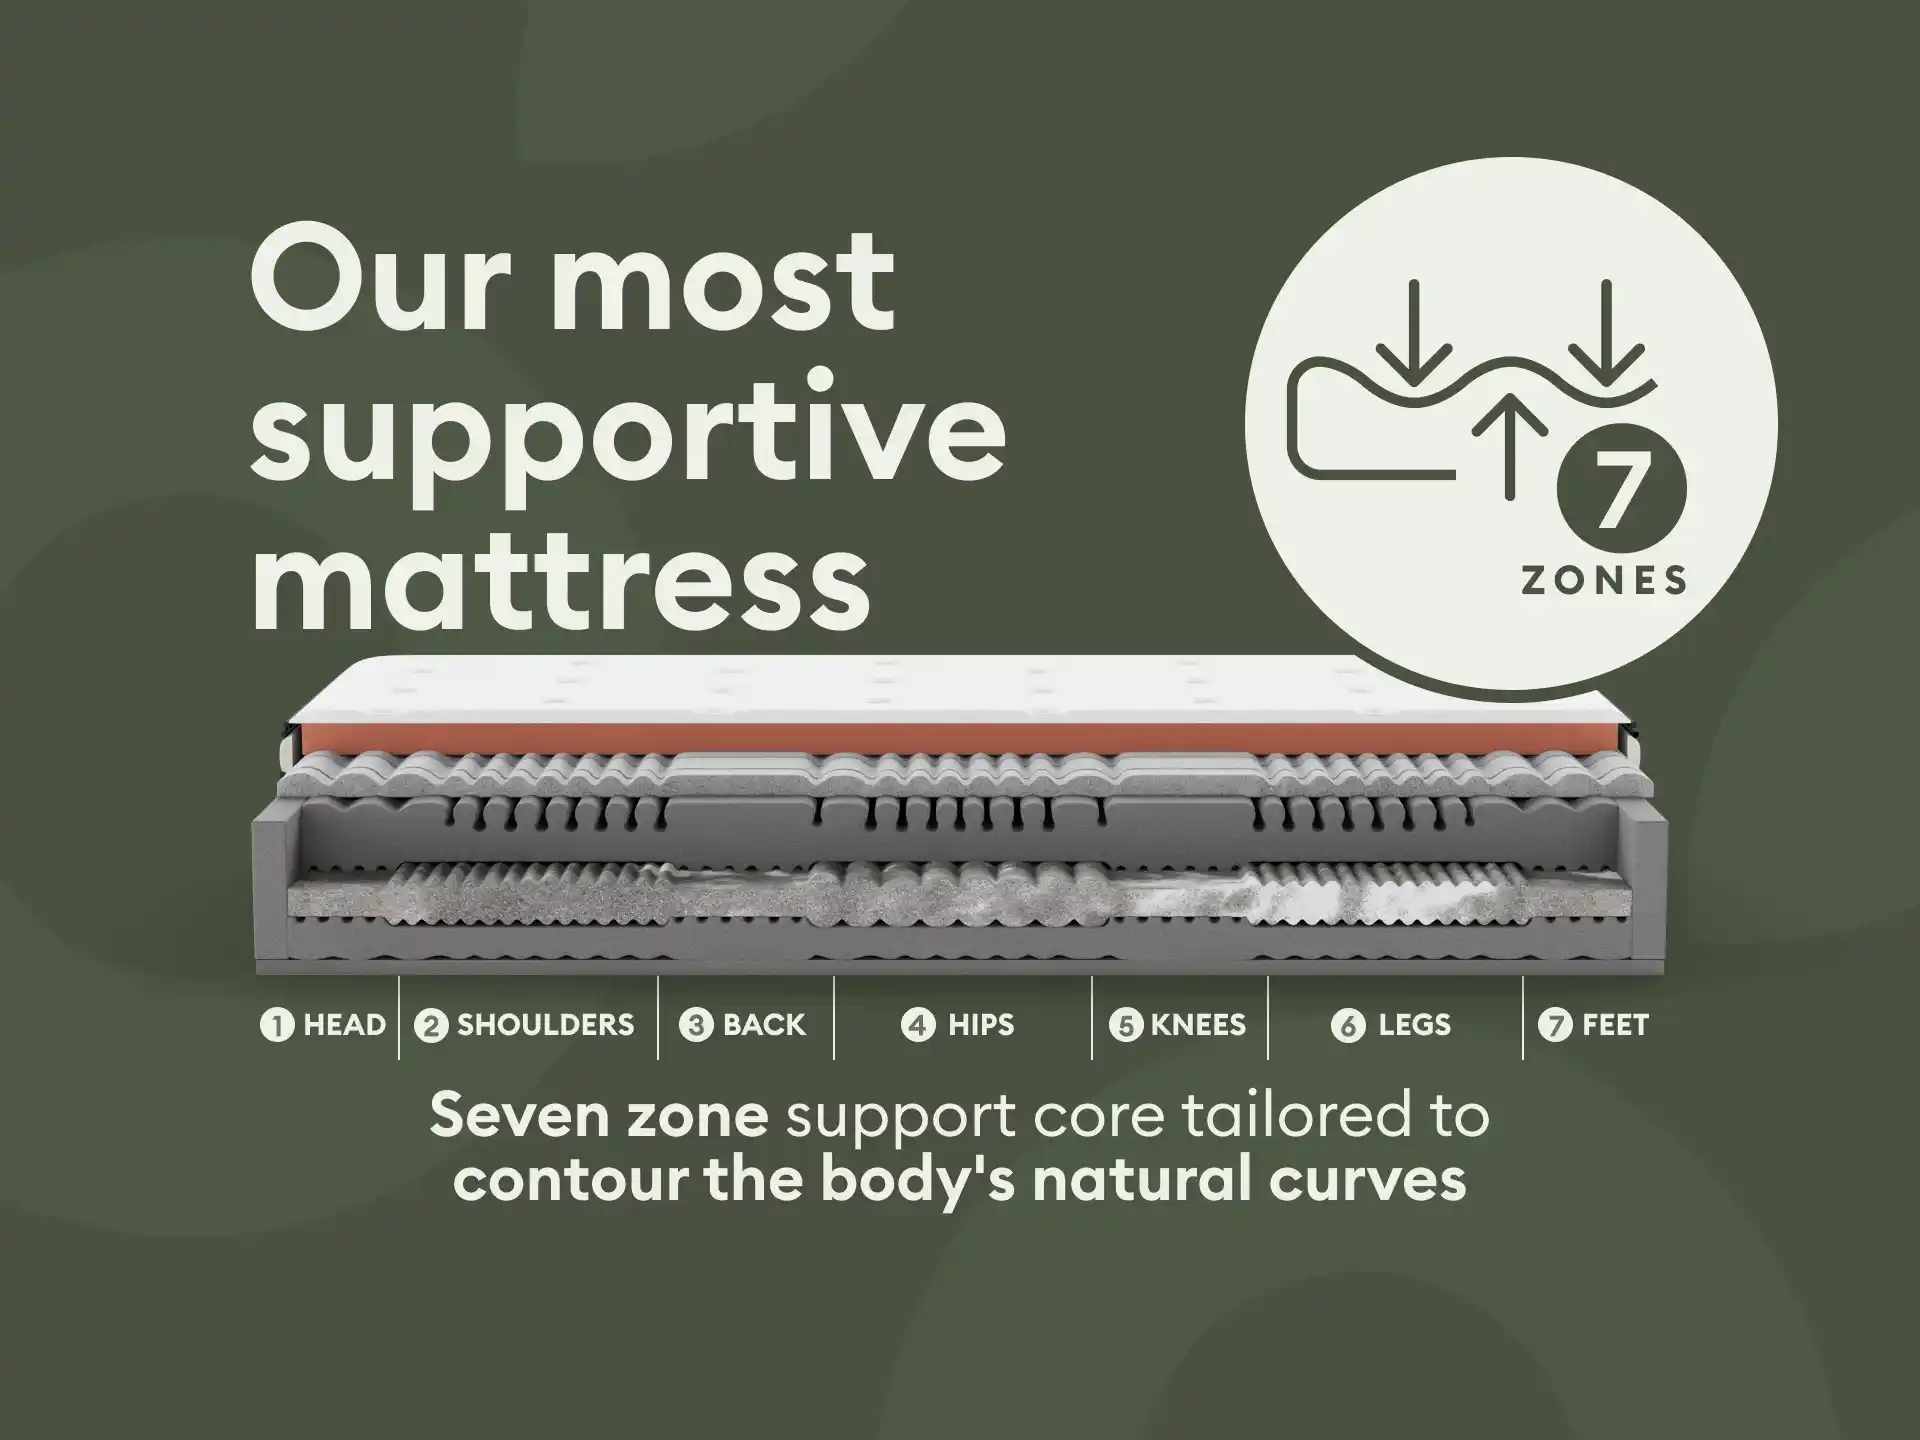 Our most
supportive
mattress
7
ZONES
1 HEAD 2 SHOULDERS 3 BACK 4 HIPS 5 KNEES 6 LEGS 7 FEET
Seven zone support core tailored to
contour the body's natural curves